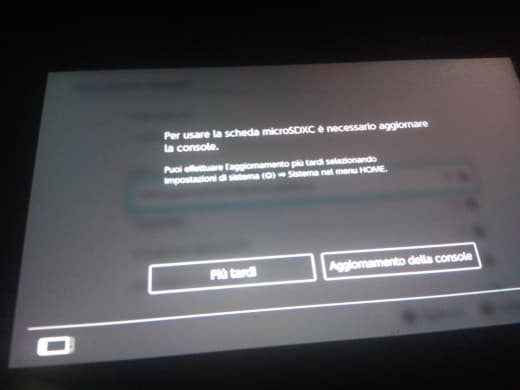 Per usare la scheda microSDXC è necessario aggiornare
la console.
Puoi effettuare l'aggiornamento più tardi selezionando
Impostazioni di sistema (⚙) ⇒ Sistema nel menu HOME.
Più tardi
Aggiornamento della console